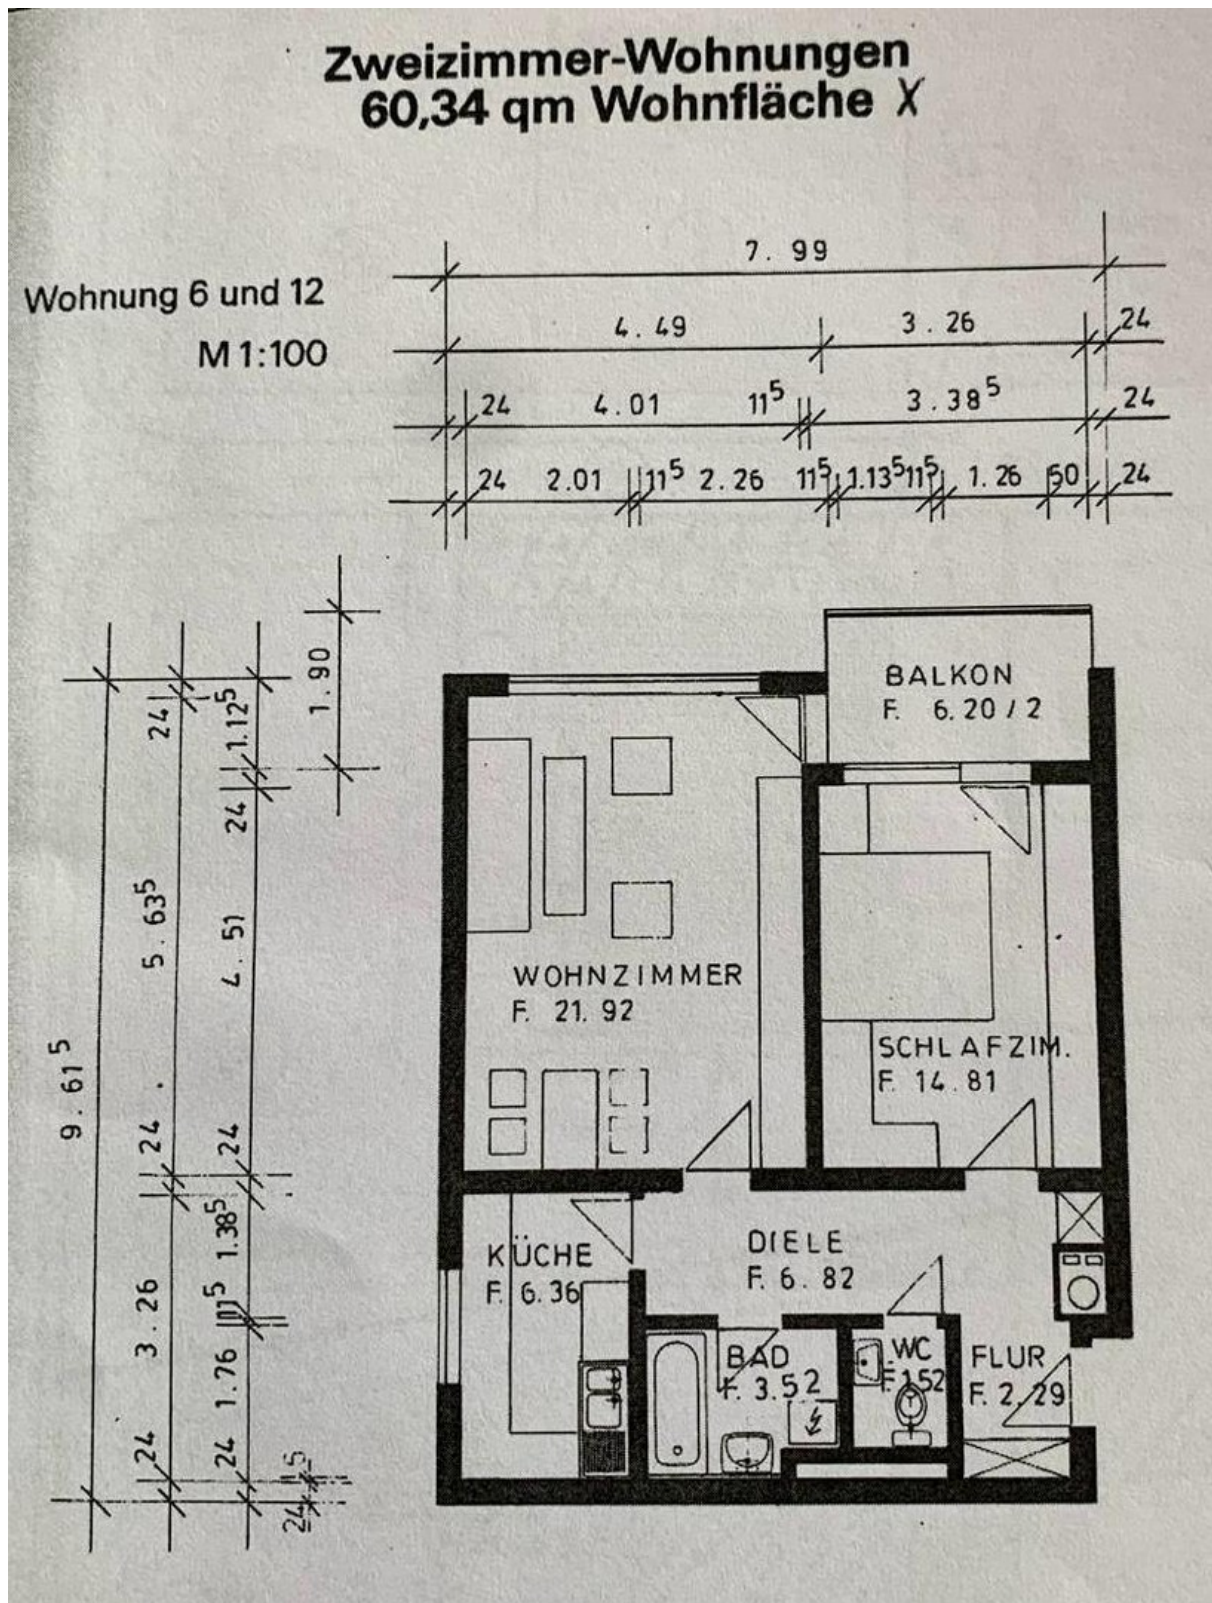 Zweizimmer-Wohnungen
60,34 qm Wohnfläche X
Wohnung 6 und 12
M 1:100
7.99
4.49 3.26 24
24 4.01 11⁵ 3.38⁵ 24
24 2.01 11⁵ 2.26 11⁵ 1.13⁵ 11⁵ 1.26 50 24
1.90
24 5.63⁵ 24 3.26 24
1.12⁵ 24 4.51 24 1.38⁵ 11⁵ 1.76 24
9.61⁵
5
24
BALKON
F. 6.20/2
WOHNZIMMER
F. 21.92
SCHLAFZIM.
F. 14.81
KÜCHE
F. 6.36
DIELE
F. 6.82
BAD
F. 3.52
WC
F. 1.52
FLUR
F. 2.29